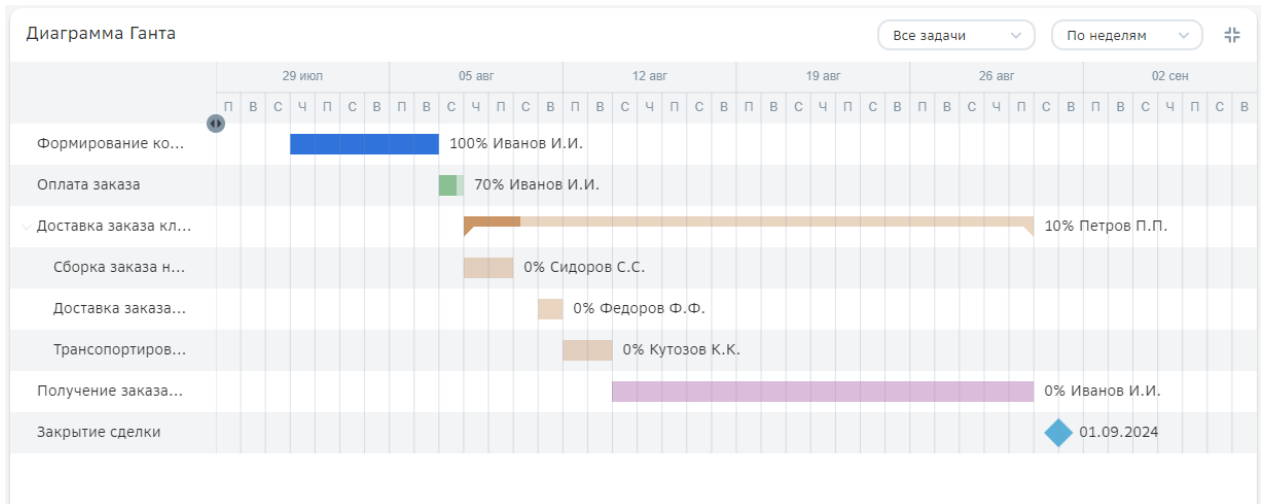 Диаграмма Ганта
Все задачи
По неделям
29 июл 05 авг 12 авг 19 авг 26 авг 02 сен
П В С Ч П С В П В С Ч П С В П В С Ч П С В П В С Ч П С В П В С Ч П С В П В С Ч П С В
Формирование ко... 100% Иванов И.И.
Оплата заказа 70% Иванов И.И.
Доставка заказа кл... 10% Петров П.П.
Сборка заказа н... 0% Сидоров С.С.
Доставка заказа... 0% Федоров Ф.Ф.
Трансопортиров... 0% Кутозов К.К.
Получение заказа... 0% Иванов И.И.
Закрытие сделки 01.09.2024